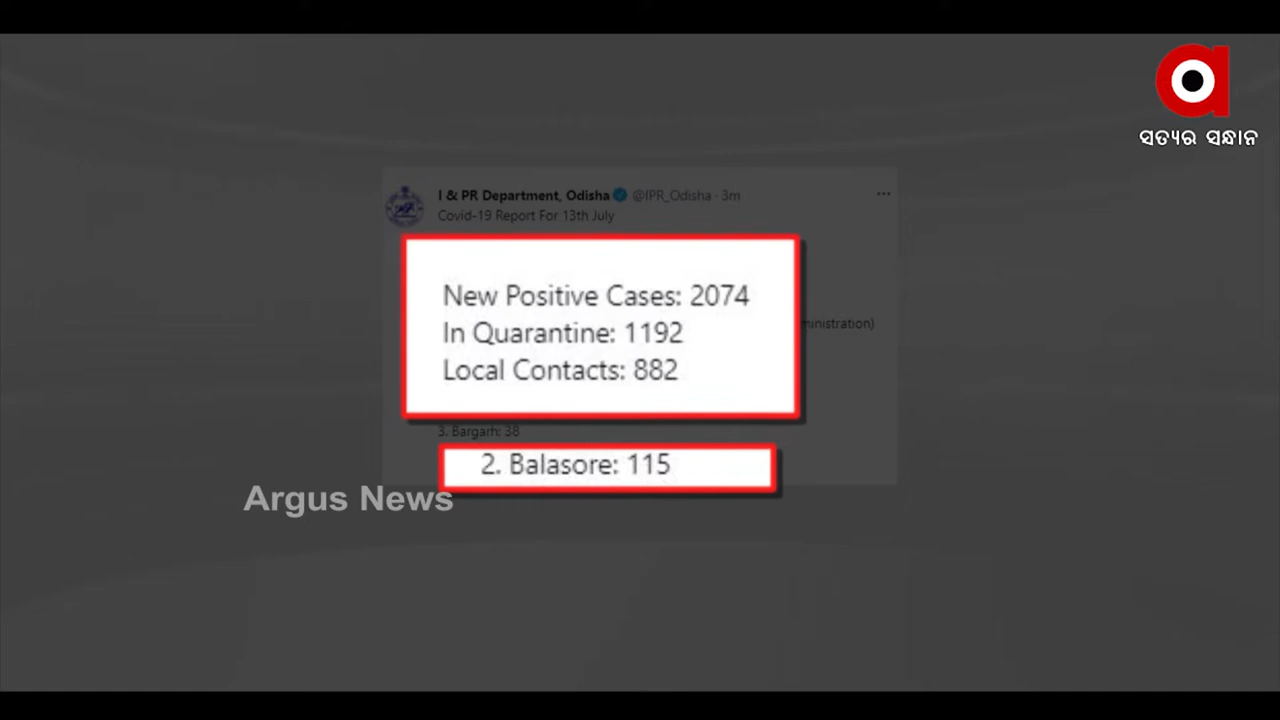 ସତ୍ୟର ସନ୍ଧାନ
I & PR Department, Odisha @IPR_Odisha · 3m
Covid-19 Report For 13th July
New Positive Cases: 2074
In Quarantine: 1192
ministration)
Local Contacts: 882
3. Bargarh: 38
2. Balasore: 115
Argus News